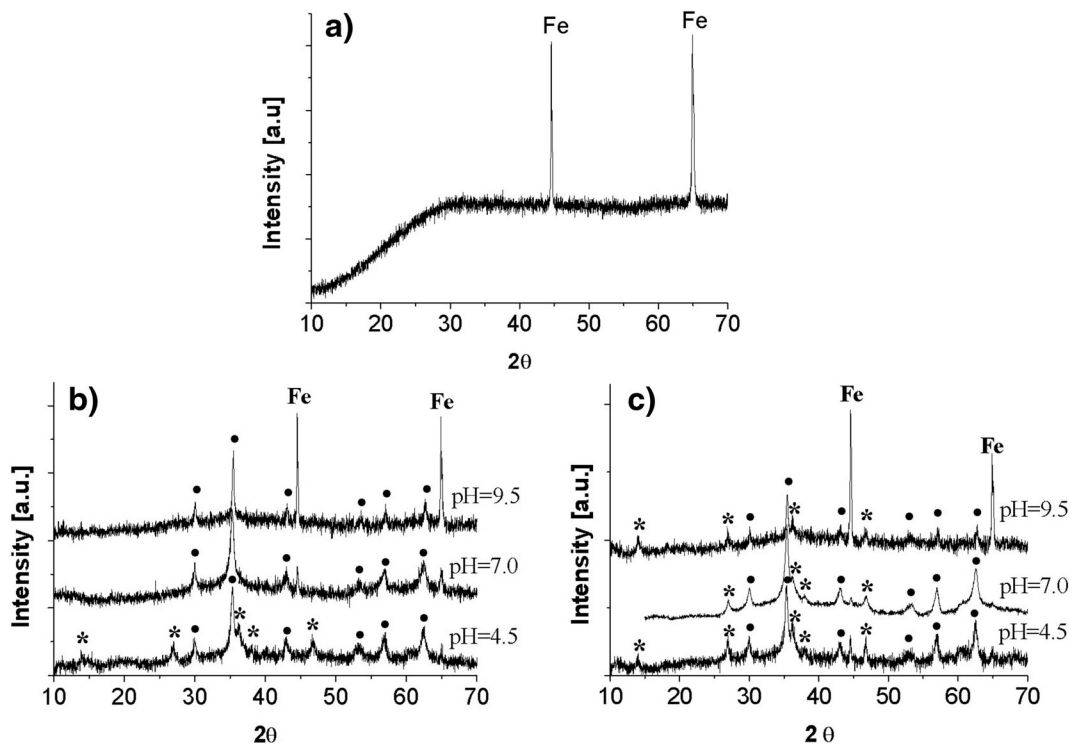 a)
Fe Fe
Intensity [a.u]
10 20 30 40 50 60 70
2θ
b)
Fe Fe
pH=9.5
pH=7.0
pH=4.5
* * * * *
Intensity [a.u.]
10 20 30 40 50 60 70
2θ
c)
Fe Fe
pH=9.5
* * * *
pH=7.0
* * * *
pH=4.5
* * * * *
Intensity [a.u.]
10 20 30 40 50 60 70
2 θ